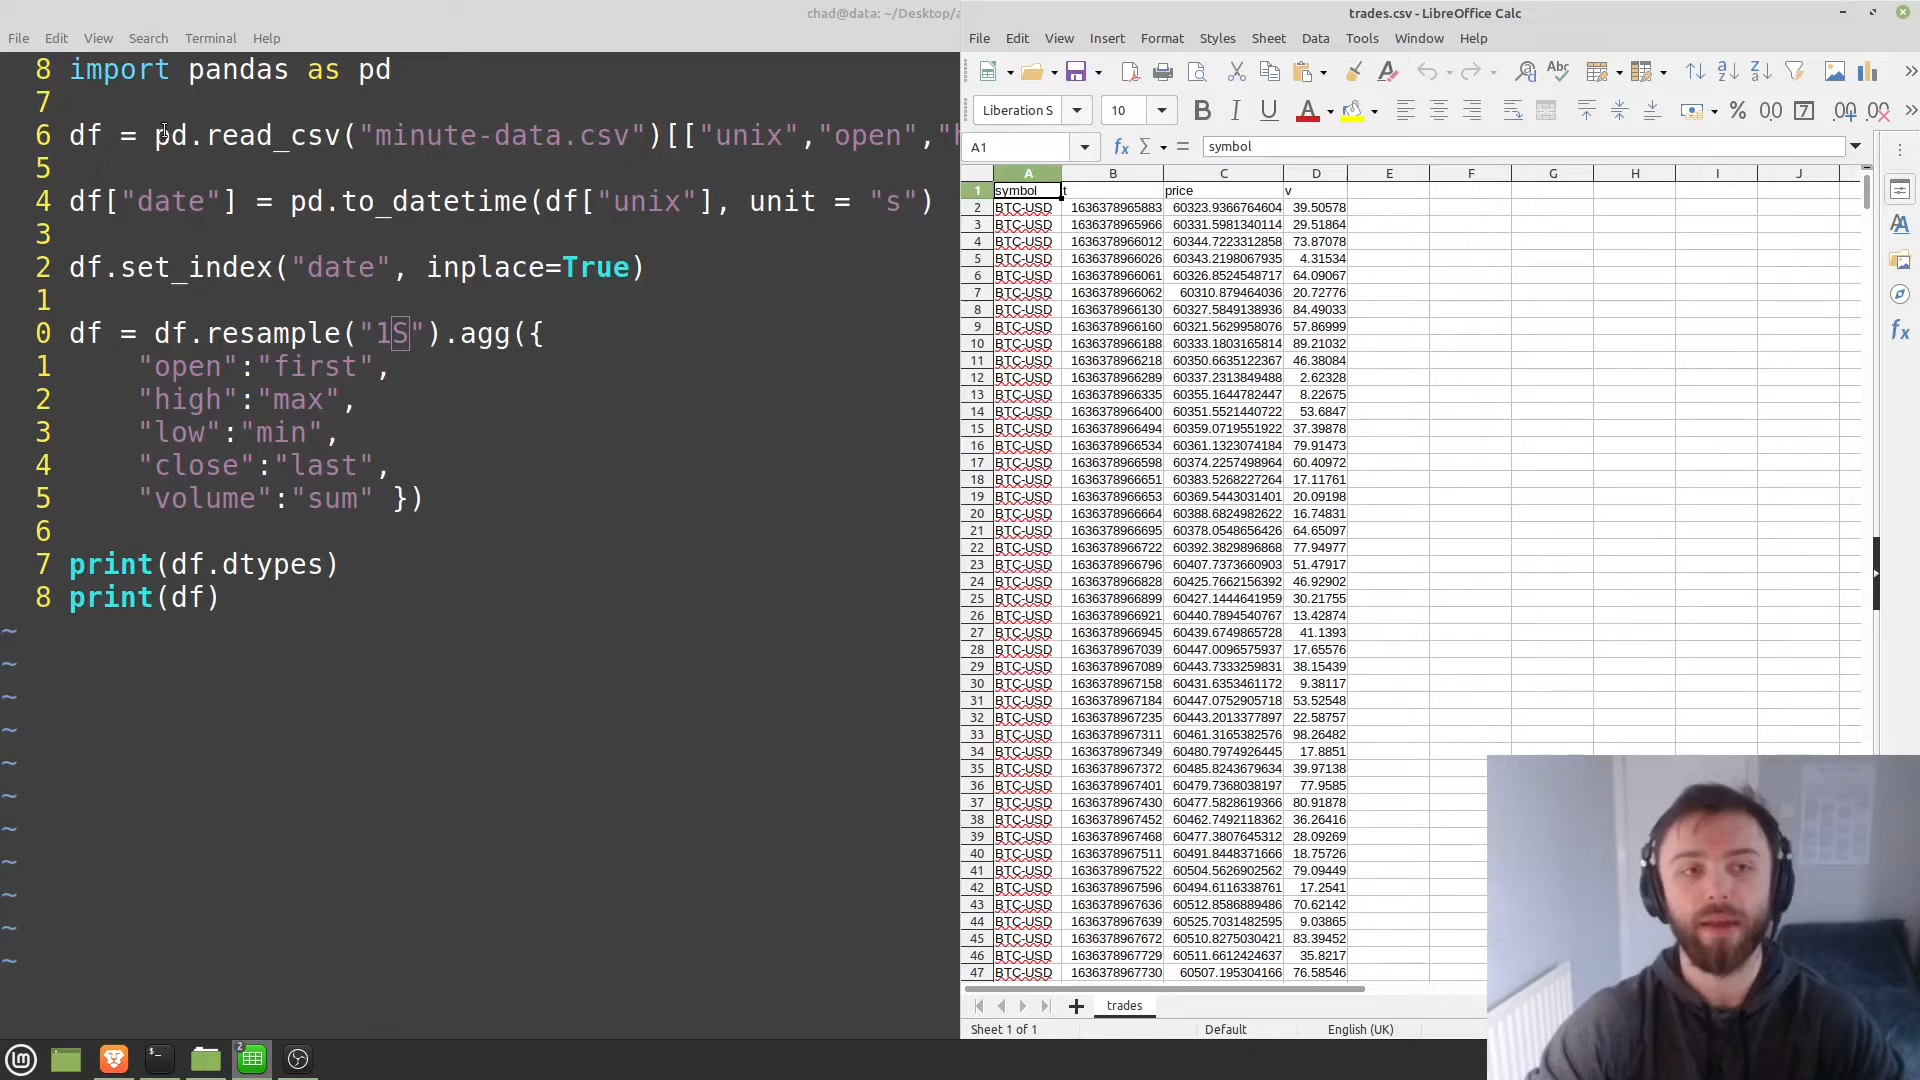 chad@data: ~/Desktop/a
File Edit View Search Terminal Help
8 import pandas as pd
7
6 df = pd.read_csv("minute-data.csv")[["unix","open","h
5
4 df["date"] = pd.to_datetime(df["unix"], unit = "s")
3
2 df.set_index("date", inplace=True)
1
0 df = df.resample("1S").agg({
1 "open":"first",
2 "high":"max",
3 "low":"min",
4 "close":"last",
5 "volume":"sum" })
6
7 print(df.dtypes)
8 print(df)
~
~
~
~
~
~
~
~
~
~
~
trades.csv - LibreOffice Calc
File Edit View Insert Format Styles Sheet Data Tools Window Help
Liberation S 10
A1 symbol
A B C D E F G H I J
1 symbol t price v
2 BTC-USD 1636378965883 60323.9366764604 39.50578
3 BTC-USD 1636378965966 60331.5981340114 29.51864
4 BTC-USD 1636378966012 60344.7223312858 73.87078
5 BTC-USD 1636378966026 60343.2198067935 4.31534
6 BTC-USD 1636378966061 60326.8524548717 64.09067
7 BTC-USD 1636378966062 60310.879464036 20.72776
8 BTC-USD 1636378966130 60327.5849138936 84.49033
9 BTC-USD 1636378966160 60321.5629958076 57.86999
10 BTC-USD 1636378966188 60333.1803165814 89.21032
11 BTC-USD 1636378966218 60350.6635122367 46.38084
12 BTC-USD 1636378966289 60337.2313849488 2.62328
13 BTC-USD 1636378966335 60355.1644782447 8.22675
14 BTC-USD 1636378966400 60351.5521440722 53.6847
15 BTC-USD 1636378966494 60359.0719551922 37.39878
16 BTC-USD 1636378966534 60361.1323074184 79.91473
17 BTC-USD 1636378966598 60374.2257498964 60.40972
18 BTC-USD 1636378966651 60383.5268227264 17.11761
19 BTC-USD 1636378966653 60369.5443031401 20.09198
20 BTC-USD 1636378966664 60388.6824982622 16.74831
21 BTC-USD 1636378966695 60378.0548656426 64.65097
22 BTC-USD 1636378966722 60392.3829896868 77.94977
23 BTC-USD 1636378966796 60407.7373660903 51.47917
24 BTC-USD 1636378966828 60425.7662156392 46.92902
25 BTC-USD 1636378966899 60427.1444641959 30.21755
26 BTC-USD 1636378966921 60440.7894540767 13.42874
27 BTC-USD 1636378966945 60439.6749865728 41.1393
28 BTC-USD 1636378967039 60447.0096575937 17.65576
29 BTC-USD 1636378967089 60443.7333259831 38.15439
30 BTC-USD 1636378967158 60431.6353461172 9.38117
31 BTC-USD 1636378967184 60447.0752905718 53.52548
32 BTC-USD 1636378967235 60443.2013377897 22.58757
33 BTC-USD 1636378967311 60461.3165382576 98.26482
34 BTC-USD 1636378967349 60480.7974926445 17.8851
35 BTC-USD 1636378967372 60485.8243679634 39.97138
36 BTC-USD 1636378967401 60479.7368038197 77.9585
37 BTC-USD 1636378967430 60477.5828619366 80.91878
38 BTC-USD 1636378967452 60462.7492118362 36.26416
39 BTC-USD 1636378967468 60477.3807645312 28.09269
40 BTC-USD 1636378967511 60491.8448371666 18.75726
41 BTC-USD 1636378967522 60504.5626902562 79.09449
42 BTC-USD 1636378967596 60494.6116338761 17.2541
43 BTC-USD 1636378967636 60512.8586889486 70.62142
44 BTC-USD 1636378967639 60525.7031482595 9.03865
45 BTC-USD 1636378967672 60510.8275030421 83.39452
46 BTC-USD 1636378967729 60511.6612424637 35.8217
47 BTC-USD 1636378967730 60507.195304166 76.58546
trades
Sheet 1 of 1 Default English (UK)
2